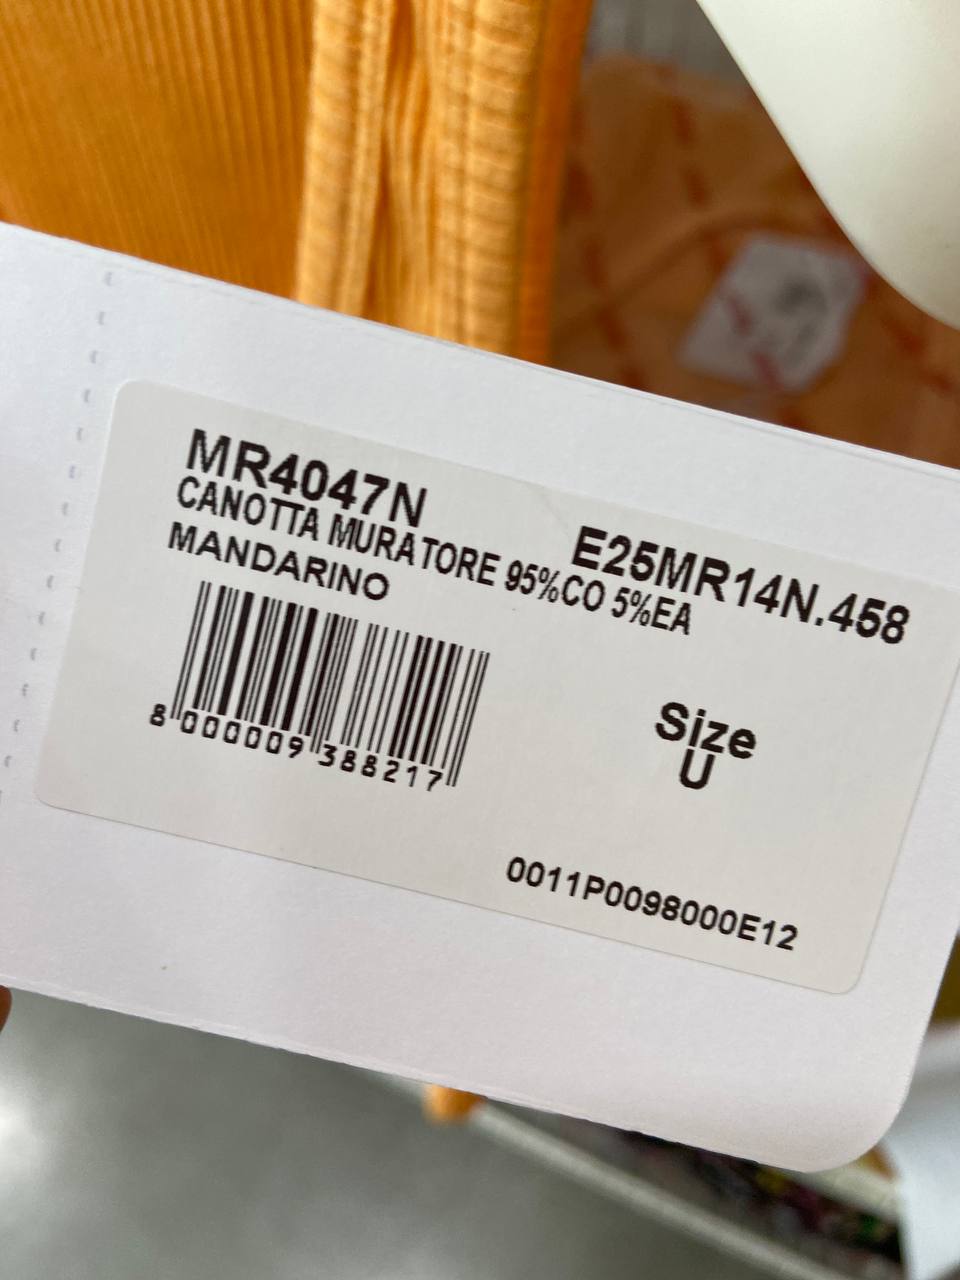 MR4047N
E25MR14N.458
CANOTTA MURATORE 95%CO 5%EA
MANDARINO
8 000009 388217
Size
U
0011P0098000E12